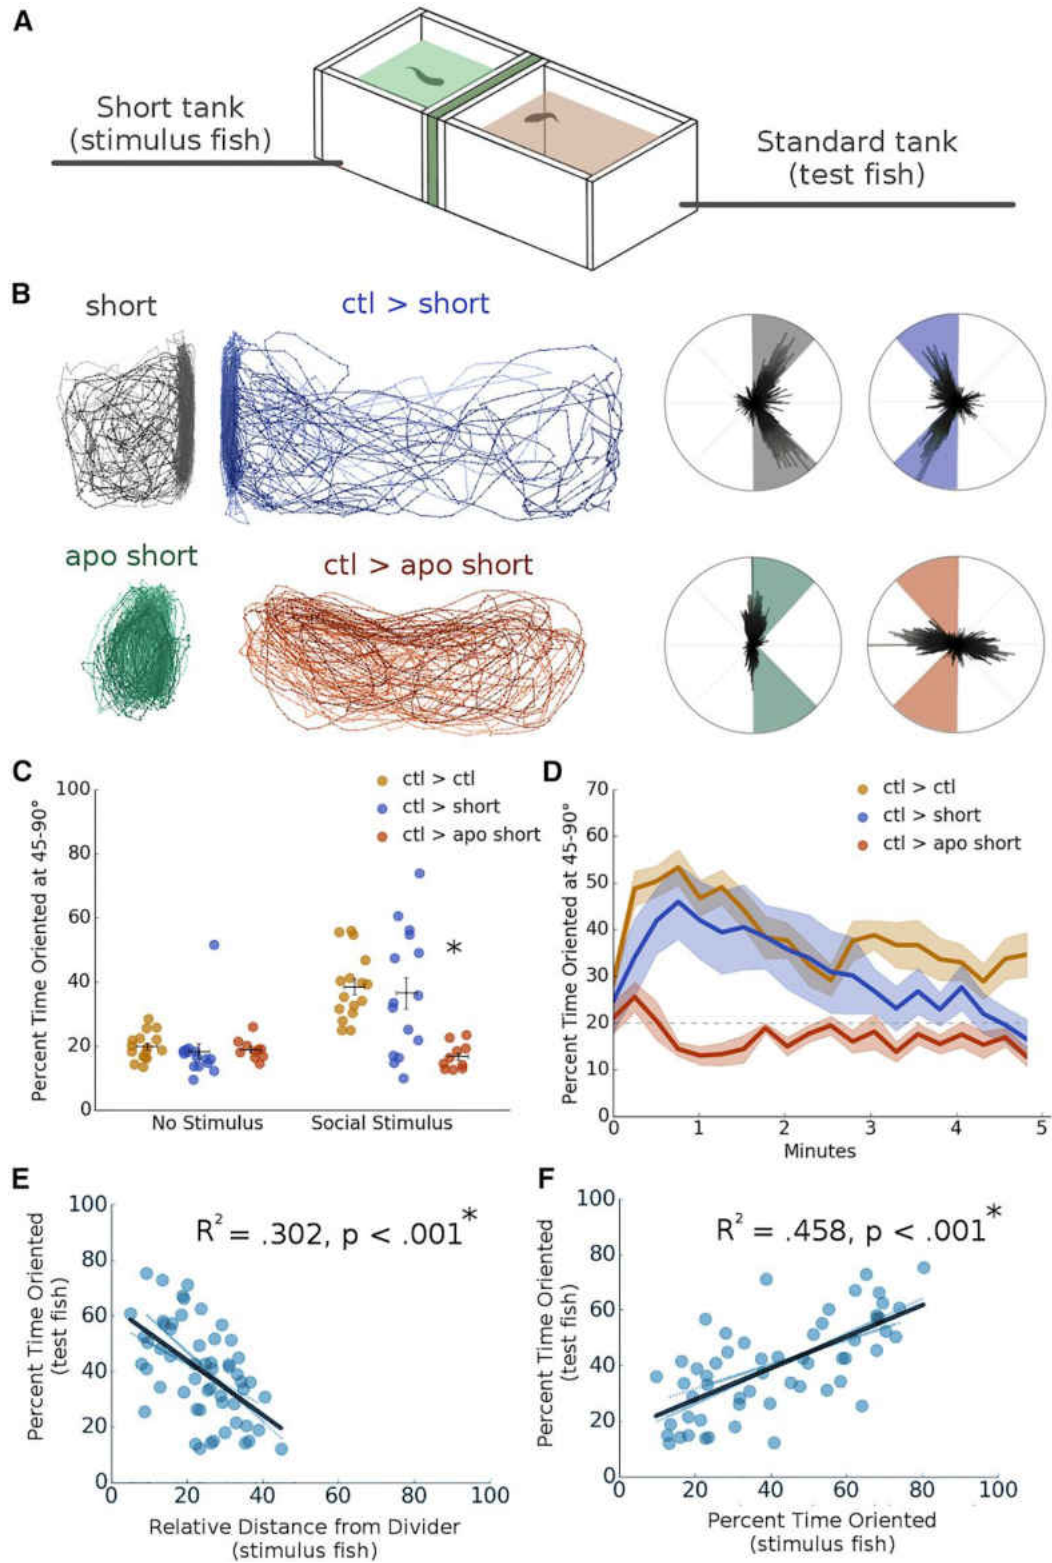 A
Short tank
(stimulus fish)
Standard tank
(test fish)
B
short
ctl > short
apo short
ctl > apo short
C
ctl > ctl
ctl > short
ctl > apo short
Percent Time Oriented at 45-90°
100
80
60
40
20
0
*
No Stimulus
Social Stimulus
D
ctl > ctl
ctl > short
ctl > apo short
Percent Time Oriented at 45-90°
70
60
50
40
30
20
10
0
0 1 2 3 4 5
Minutes
E
R² = .302, p < .001*
Percent Time Oriented
(test fish)
100
80
60
40
20
0
0 20 40 60 80 100
Relative Distance from Divider
(stimulus fish)
F
R² = .458, p < .001*
Percent Time Oriented
(test fish)
100
80
60
40
20
0
0 20 40 60 80 100
Percent Time Oriented
(stimulus fish)